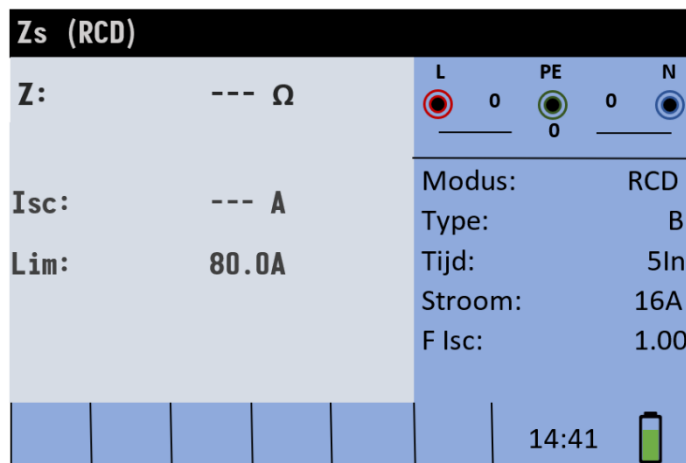 Zs (RCD)
Z: --- Ω
L PE N
0 0
0
Isc: --- A
Lim: 80.0A
Modus: RCD
Type: B
Tijd: 5In
Stroom: 16A
F Isc: 1.00
14:41